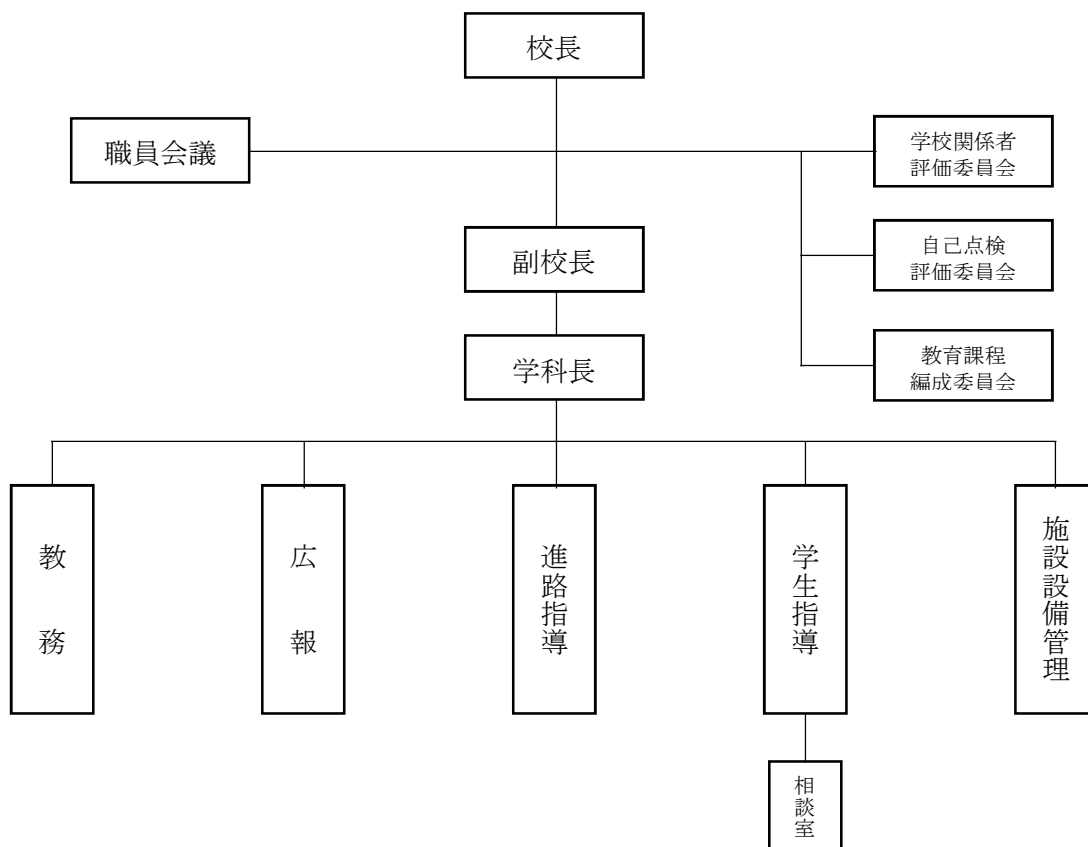 校長
職員会議
学校関係者
評価委員会
副校長
自己点検
評価委員会
学科長
教育課程
編成委員会
教務
広報
進路指導
学生指導
施設設備管理
相談室